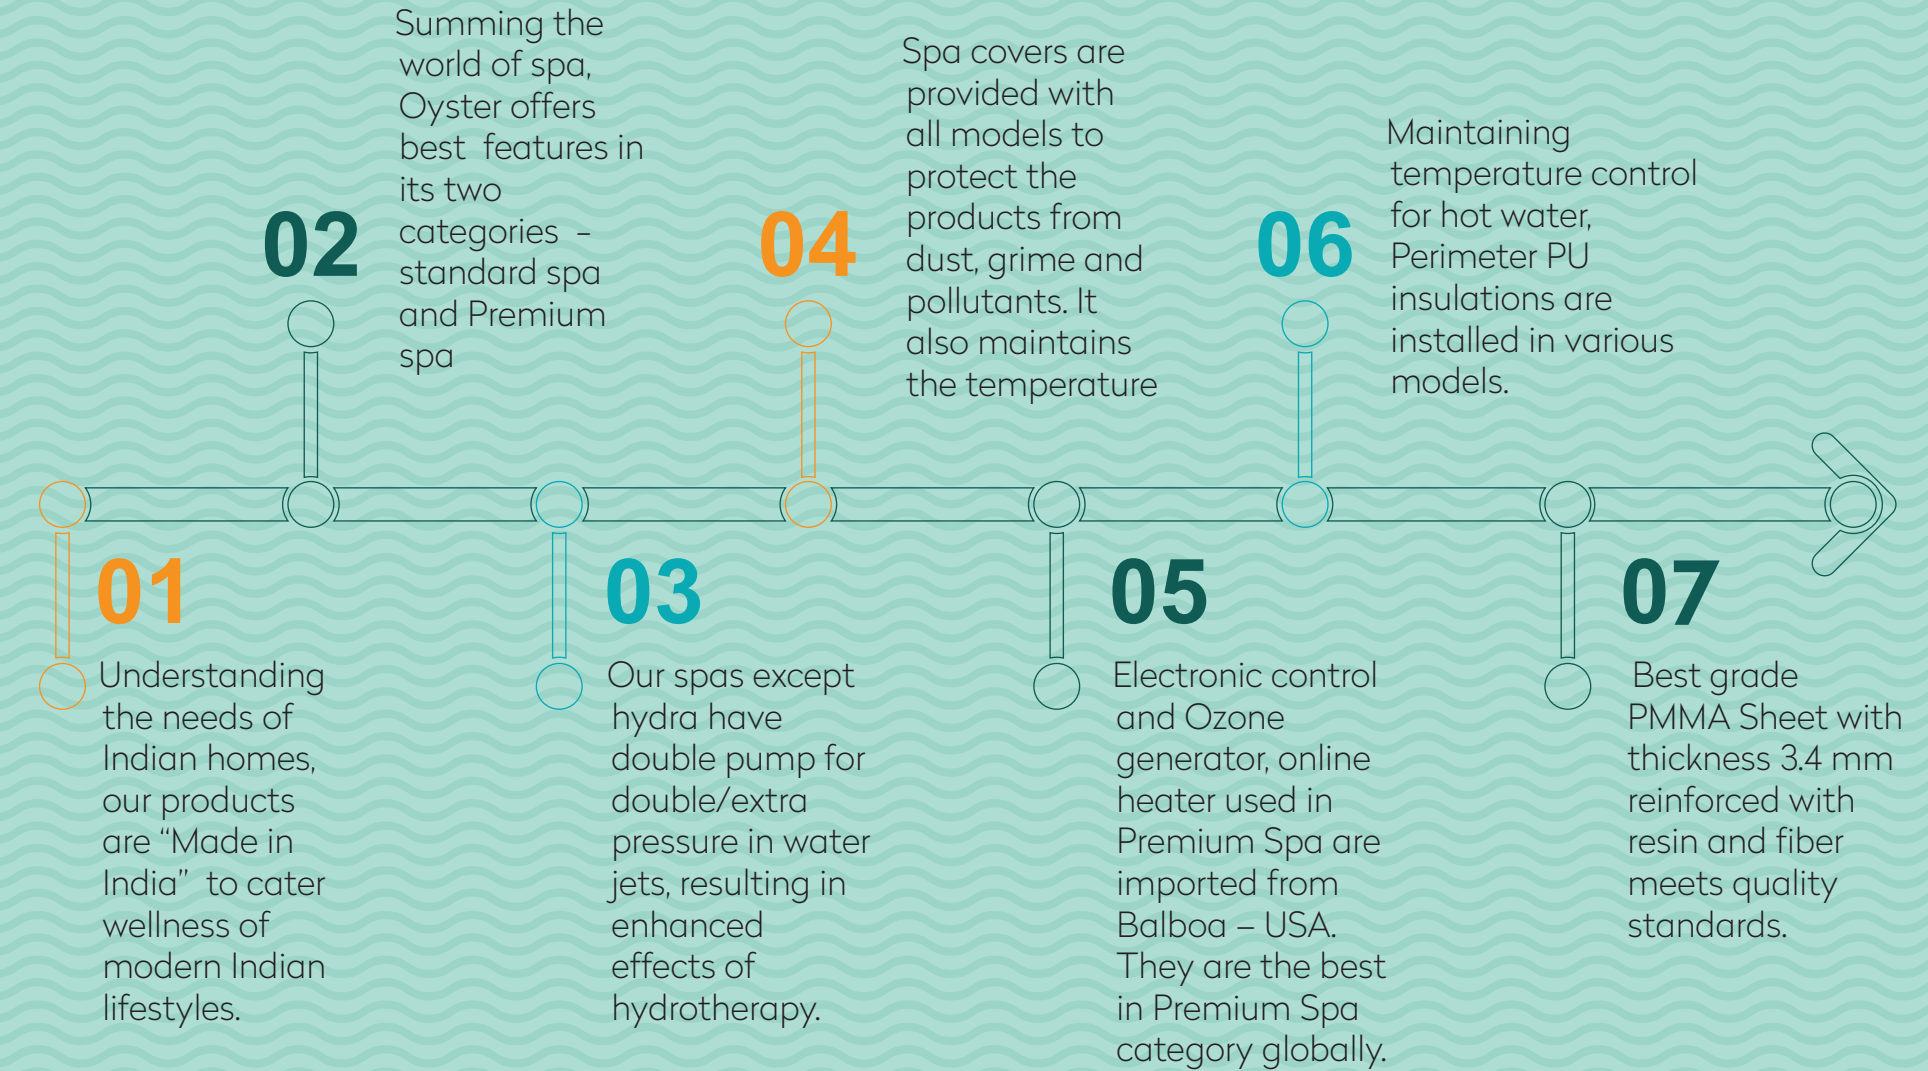 01
Understanding
the needs of
Indian homes,
our products
are “Made in
India”  to cater
wellness of
modern Indian
lifestyles.
02
Summing the
world of spa,
Oyster offers
best  features in
its two
categories  -
standard spa
and Premium
spa
03
Our spas except
hydra have
double pump for
double/extra
pressure in water
jets, resulting in
enhanced
effects of
hydrotherapy.
04
Spa covers are
provided with
all models to
protect the
products from
dust, grime and
pollutants. It
also maintains
the temperature
05
Electronic control
and Ozone
generator, online
heater used in
Premium Spa are
imported from
Balboa – USA.
They are the best
in Premium Spa
category globally.
06
Maintaining
temperature control
for hot water,
Perimeter PU
insulations are
installed in various
models.
07
Best grade
PMMA Sheet with
thickness 3.4 mm
reinforced with
resin and fiber
meets quality
standards.